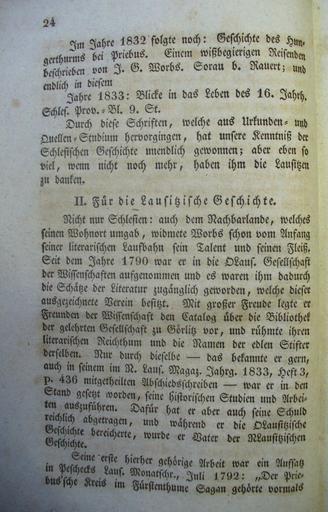 24
Im Jahre 1832 folgte noch: Geschichte des Hun-
gerthurms bei Priebus. Einem wißbegierigen Reisenden
beschrieben von J. G. Worbs. Sorau b. Rauert; und
endlich in diesem
Jahre 1833: Blicke in das Leben des 16. Jahrh.
Schles. Prov.-Bl. 9. St.
Durch diese Schriften, welche aus Urkunden- und
Quellen-Studium hervorgingen, hat unsere Kenntniß der
Schlesischen Geschichte unendlich gewonnen; aber eben so
viel, wenn nicht noch mehr, haben ihm die Lausitzen
zu danken.
II. Für die Lausitzische Geschichte.
Nicht nur Schlesien: auch dem Nachbarlande, welches
seinen Wohnort umgab, widmete Worbs schon vom Anfang
seiner literarischen Laufbahn sein Talent und seinen Fleiß.
Seit dem Jahre 1790 war er in die OLaus. Gesellschaft
der Wissenschaften aufgenommen und es waren ihm dadurch
die Schätze der Literatur zugänglich geworden, welche dieser
ausgezeichnete Verein besitzt. Mit großer Freude legte er
Freunden der Wissenschaft den Catalog über die Bibliothek
der gelehrten Gesellschaft zu Görlitz vor, und rühmte ihren
literarischen Reichthum und die Namen der edlen Stifter
derselben. Nur durch dieselbe — das bekannte er gern,
auch in seinem im N. Laus. Magaz. Jahrg. 1833, Heft 3,
p. 436 mitgetheilten Abschiedsschreiben — war er in den
Stand gesetzt worden, seine historischen Studien und Arbei-
ten auszuführen. Dafür hat er aber auch seine Schuld
reichlich abgetragen, und während er die OLausitzische
Geschichte bereicherte, wurde er Vater der NLausitzischen
Geschichte.
Seine erste hierher gehörige Arbeit war ein Aufsatz
in Peschecks Laus. Monatschr., Juli 1792: „Der Prie-
bus'sche Kreis im Fürstenthume Sagan gehörte vormals